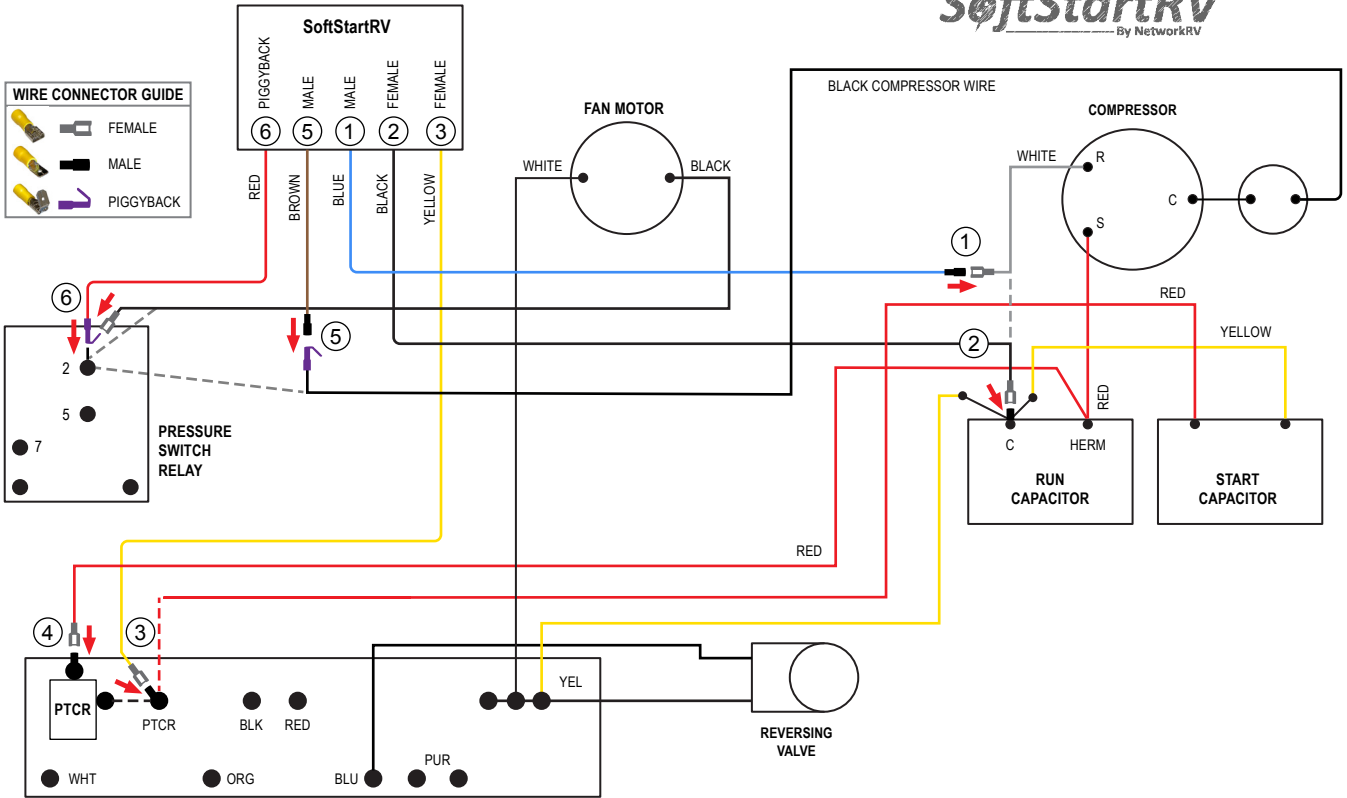 SoftStartRV
SoftStartRV
By NetworkRV
PIGGYBACK
MALE
MALE
FEMALE
FEMALE
6
5
1
2
3
RED
BROWN
BLUE
BLACK
YELLOW
WIRE CONNECTOR GUIDE
FEMALE
MALE
PIGGYBACK
FAN MOTOR
WHITE
BLACK
BLACK COMPRESSOR WIRE
COMPRESSOR
WHITE
R
C
S
1
RED
YELLOW
6
5
2
2
5
7
PRESSURE
SWITCH
RELAY
RED
C
HERM
RUN
CAPACITOR
START
CAPACITOR
RED
4
3
PTCR
PTCR
BLK
RED
YEL
WHT
ORG
BLU
PUR
REVERSING
VALVE